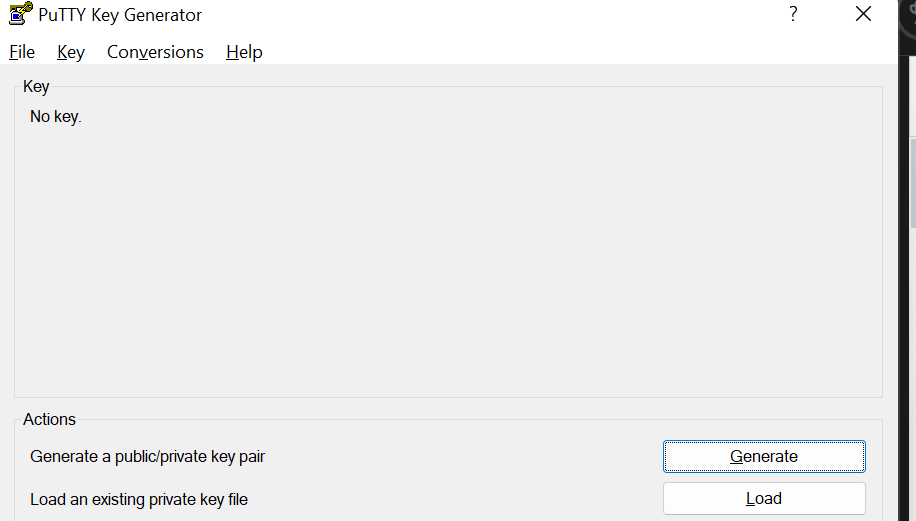 PuTTY Key Generator ?
File Key Conversions Help
Key
No key.
Actions
Generate a public/private key pair Generate
Load an existing private key file Load